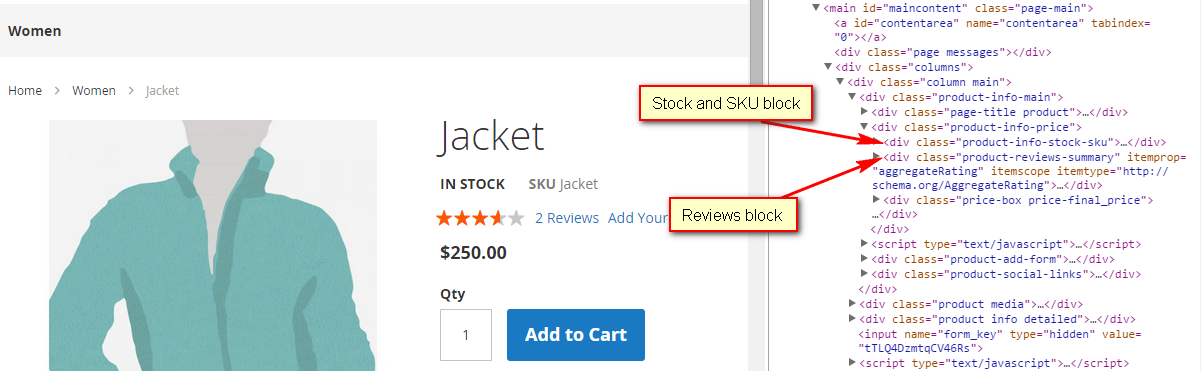 Women
Home > Women > Jacket
Jacket
IN STOCK SKU Jacket
2 Reviews Add Your
$250.00
Qty
1
Add to Cart
Stock and SKU block
Reviews block
<main id="maincontent" class="page-main">
<a id="contentarea" name="contentarea" tabindex=
"0"></a>
<div class="page messages"></div>
<div class="columns">
<div class="column main">
<div class="product-info-main">
<div class="page-title product">…</div>
<div class="product-info-price">
<div class="product-info-stock-sku">…</div>
<div class="product-reviews-summary" itemprop=
"aggregateRating" itemscope itemtype="http://
schema.org/AggregateRating">…</div>
<div class="price-box price-final_price">
…</div>
</div>
<script type="text/javascript">…</script>
<div class="product-add-form">…</div>
<div class="product-social-links">…</div>
</div>
<div class="product media">…</div>
<div class="product info detailed">…</div>
<input name="form_key" type="hidden" value=
"tTLQ4DzmtqCV46Rs">
<script type="text/javascript">…</script>